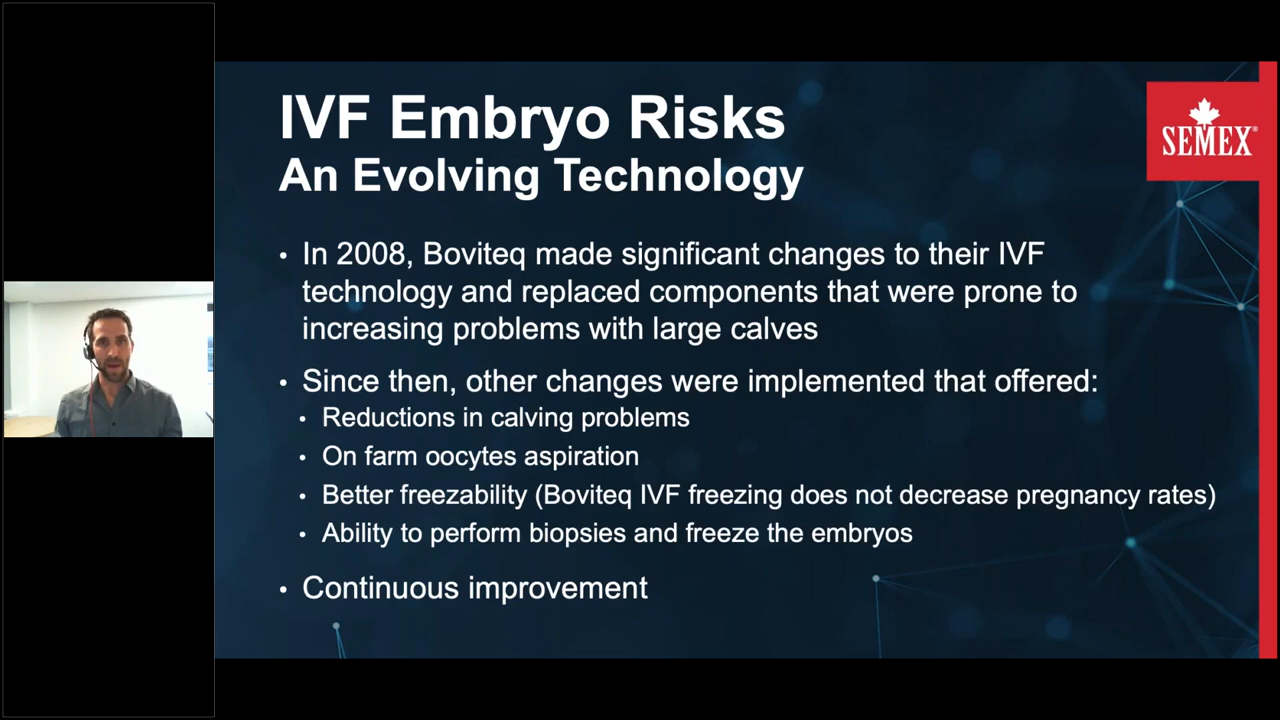 IVF Embryo Risks
An Evolving Technology
SEMEX®
• In 2008, Boviteq made significant changes to their IVF
technology and replaced components that were prone to
increasing problems with large calves
• Since then, other changes were implemented that offered:
• Reductions in calving problems
• On farm oocytes aspiration
• Better freezability (Boviteq IVF freezing does not decrease pregnancy rates)
• Ability to perform biopsies and freeze the embryos
• Continuous improvement